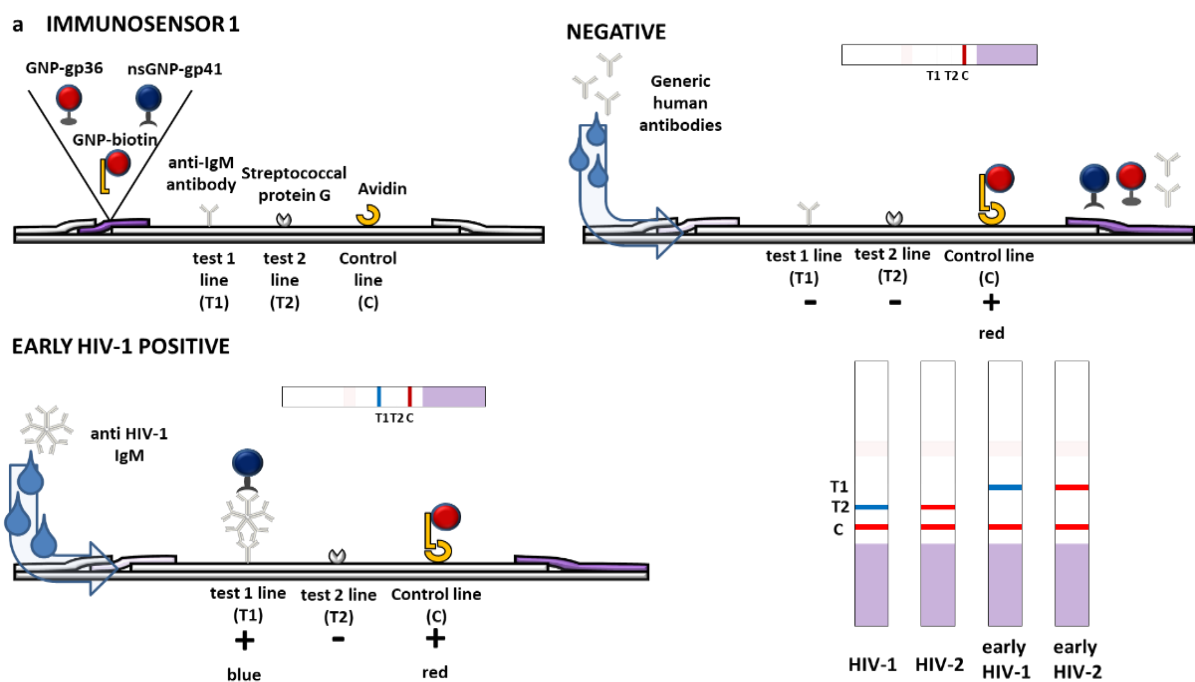 a IMMUNOSENSOR 1
GNP-gp36 nsGNP-gp41
GNP-biotin
anti-IgM
antibody
Streptococcal
protein G
Avidin
test 1
line
(T1)
test 2
line
(T2)
Control
line
(C)
NEGATIVE
T1 T2 C
Generic
human
antibodies
test 1 line
(T1)
-
test 2 line
(T2)
-
Control line
(C)
+
red
EARLY HIV-1 POSITIVE
T1T2 C
anti HIV-1
IgM
test 1 line
(T1)
+
blue
test 2 line
(T2)
-
Control line
(C)
+
red
T1
T2
C
HIV-1
HIV-2
early
HIV-1
early
HIV-2